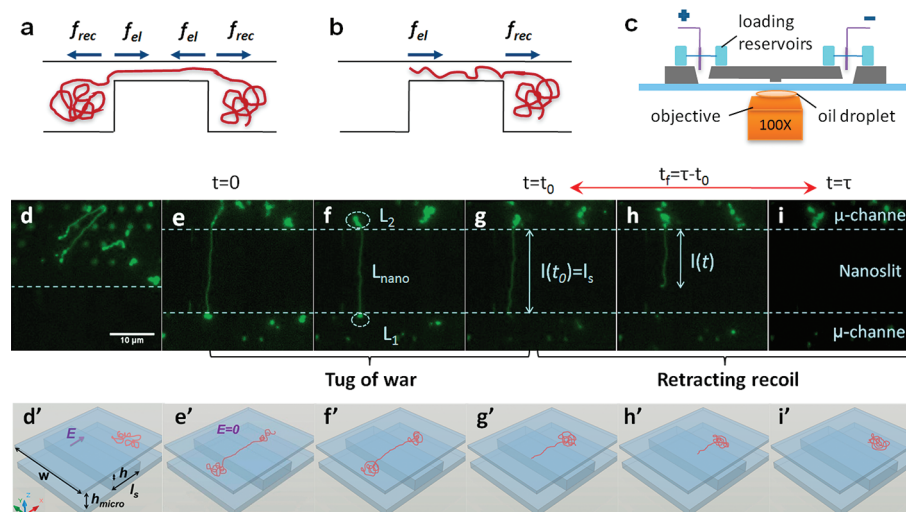 a
f_rec f_el f_el f_rec
b
f_el f_rec
c
+ −
loading
reservoirs
objective
oil droplet
100X
t=0
t=t₀
t_f=τ-t₀
t=τ
d
10 μm
e
f
L₂
L_nano
L₁
g
l(t₀)=l_s
h
l(t)
i
μ-channe
Nanoslit
μ-channe
Tug of war
Retracting recoil
d’
E
w
h
l_s
h_micro
e’
E=0
f’
g’
h’
i’